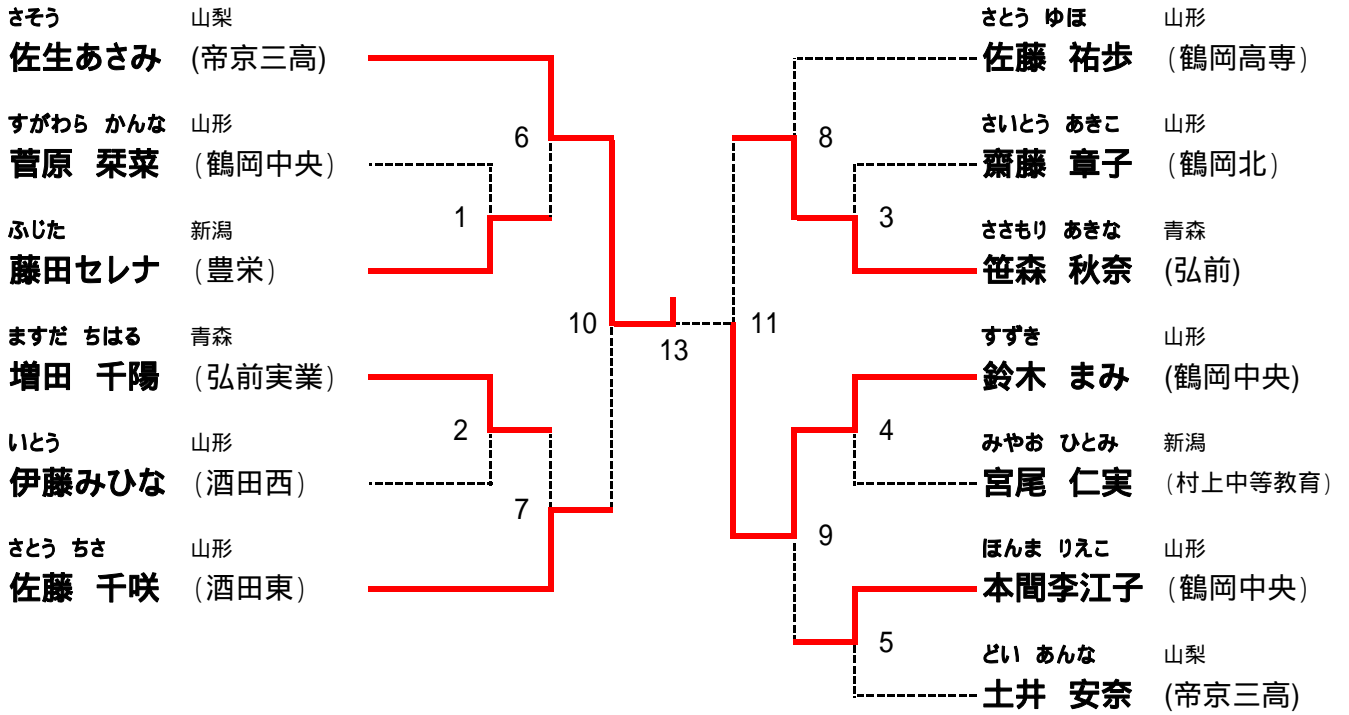 さそう 山梨
佐生あさみ (帝京三高)
すがわら かんな 山形
菅原 栞菜 (鶴岡中央)
ふじた 新潟
藤田セレナ (豊栄)
ますだ ちはる 青森
増田 千陽 (弘前実業)
いとう 山形
伊藤みひな (酒田西)
さとう ちさ 山形
佐藤 千咲 (酒田東)
6
1
10
2
7
13
11
8
3
4
9
5
さとう ゆほ 山形
佐藤 祐歩 (鶴岡高専)
さいとう あきこ 山形
齋藤 章子 (鶴岡北)
ささもり あきな 青森
笹森 秋奈 (弘前)
すずき 山形
鈴木 まみ (鶴岡中央)
みやお ひとみ 新潟
宮尾 仁実 (村上中等教育)
ほんま りえこ 山形
本間李江子 (鶴岡中央)
どい あんな 山梨
土井 安奈 (帝京三高)